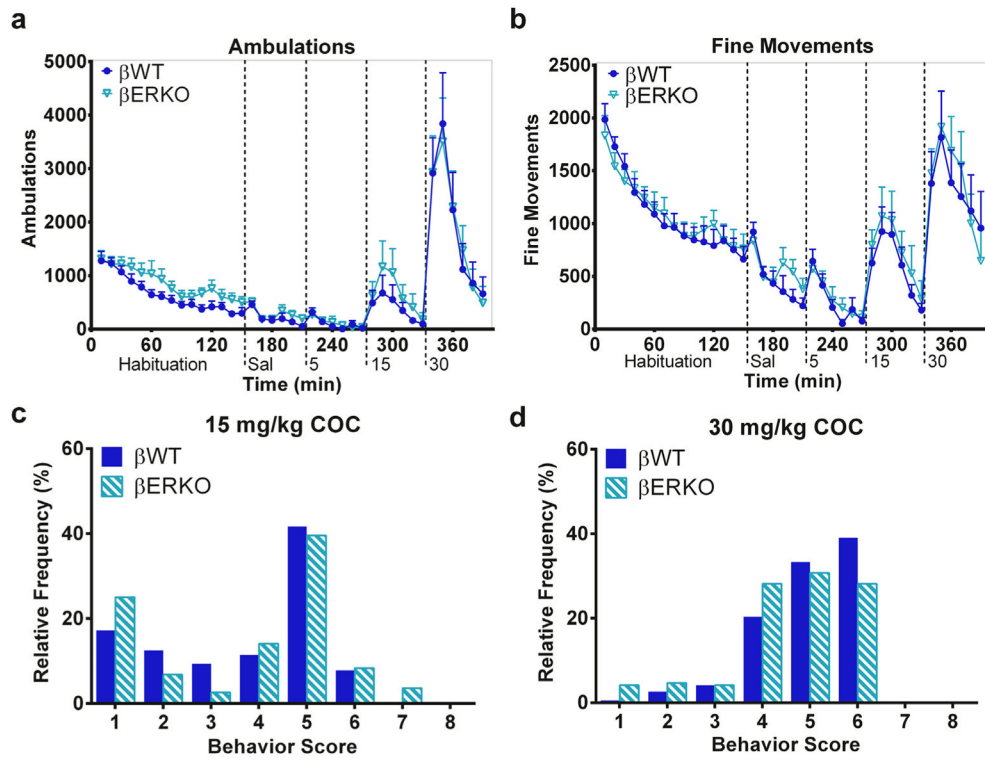 a
Ambulations
5000
4000
3000
2000
1000
0
Ambulations
βWT
βERKO
0 60 120 180 240 300 360
Habituation Sal 5 15 30
Time (min)
b
Fine Movements
2500
2000
1500
1000
500
0
Fine Movements
βWT
βERKO
0 60 120 180 240 300 360
Habituation Sal 5 15 30
Time (min)
c
15 mg/kg COC
60
40
20
0
Relative Frequency (%)
βWT
βERKO
1 2 3 4 5 6 7 8
Behavior Score
d
30 mg/kg COC
60
40
20
0
Relative Frequency (%)
βWT
βERKO
1 2 3 4 5 6 7 8
Behavior Score